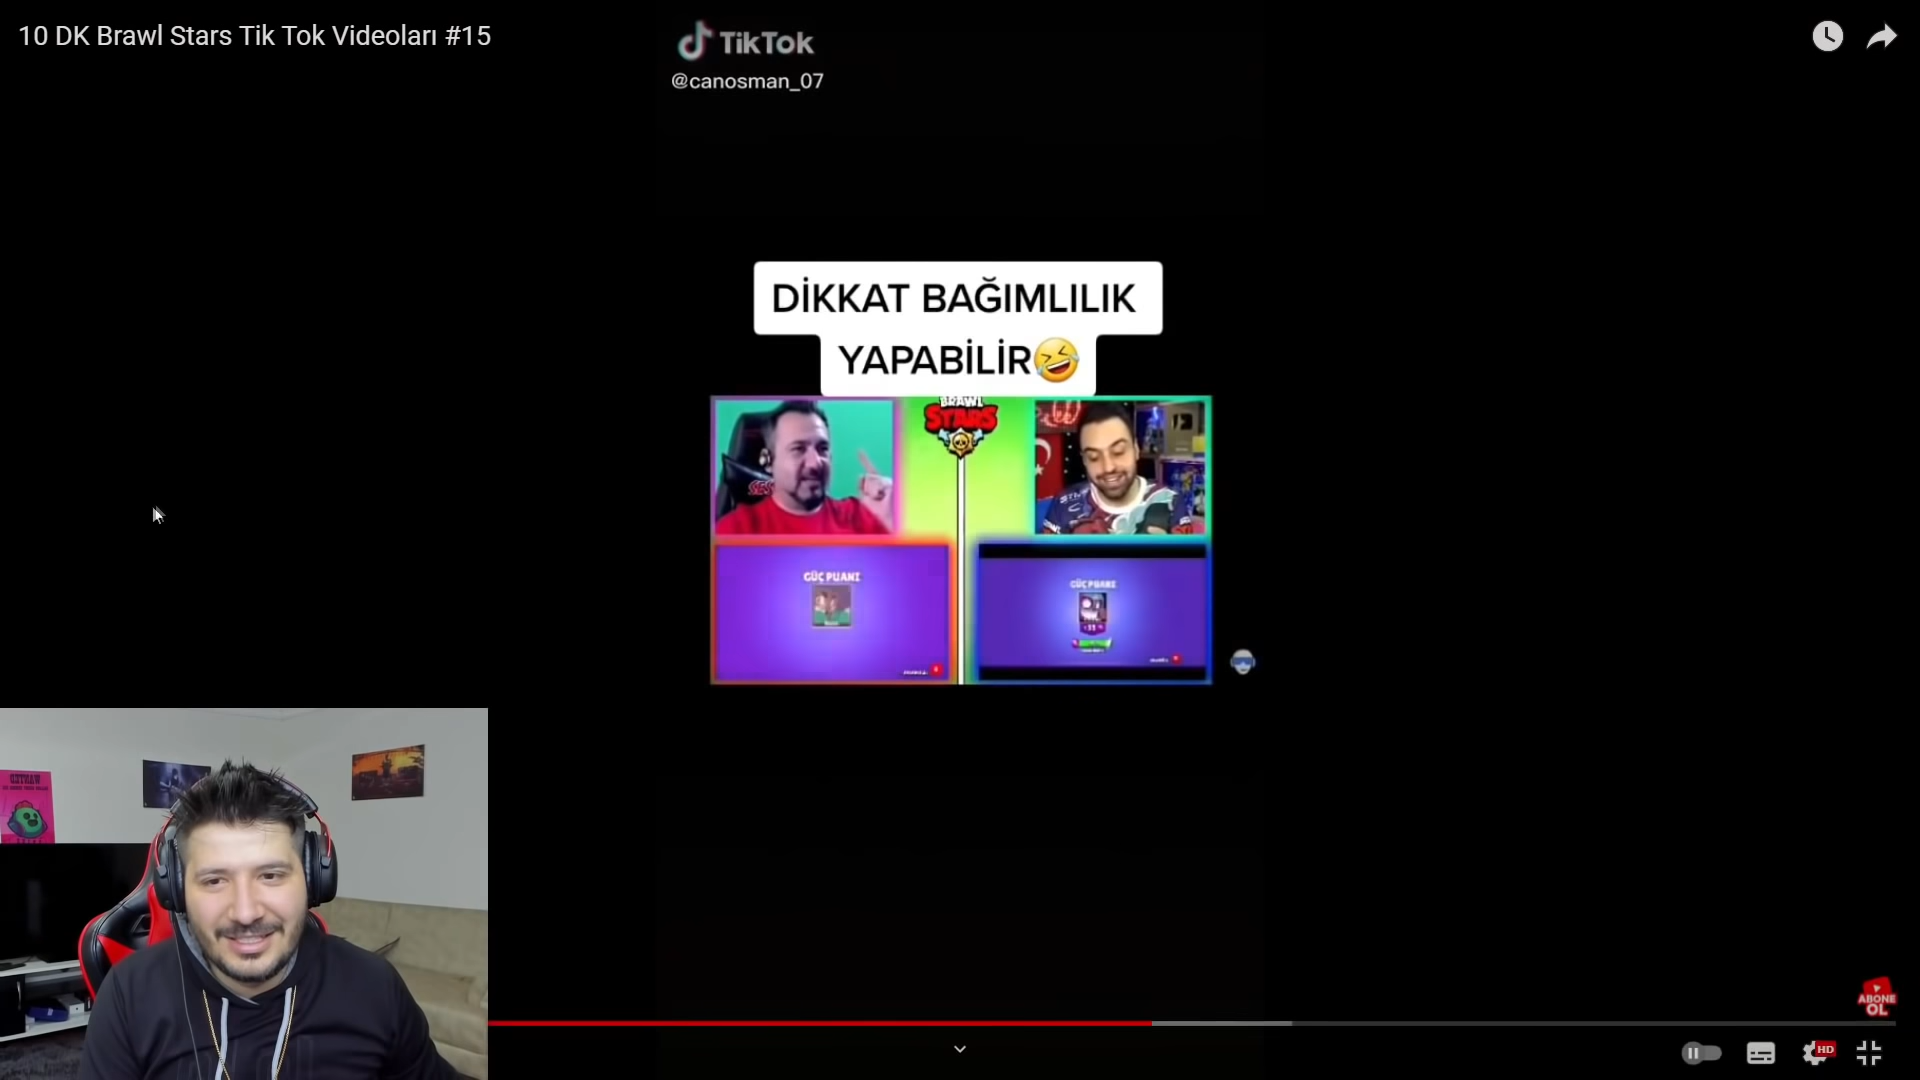 10 DK Brawl Stars Tik Tok Videoları #15
TikTok
@canosman_07
DİKKAT BAĞIMLILIK
YAPABİLİR🤣
BRAWL
STARS
GÜÇ PUANI
GÜÇ PUANI
WANTED
ABONE
OL
HD